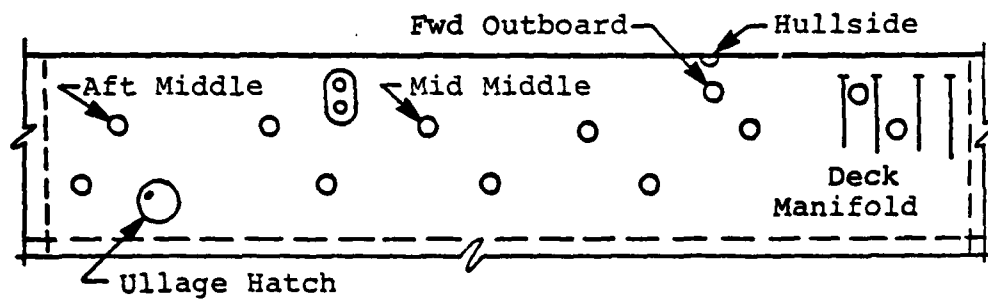 Fwd Outboard
Hullside
Aft Middle
Mid Middle
Deck
Manifold
Ullage Hatch